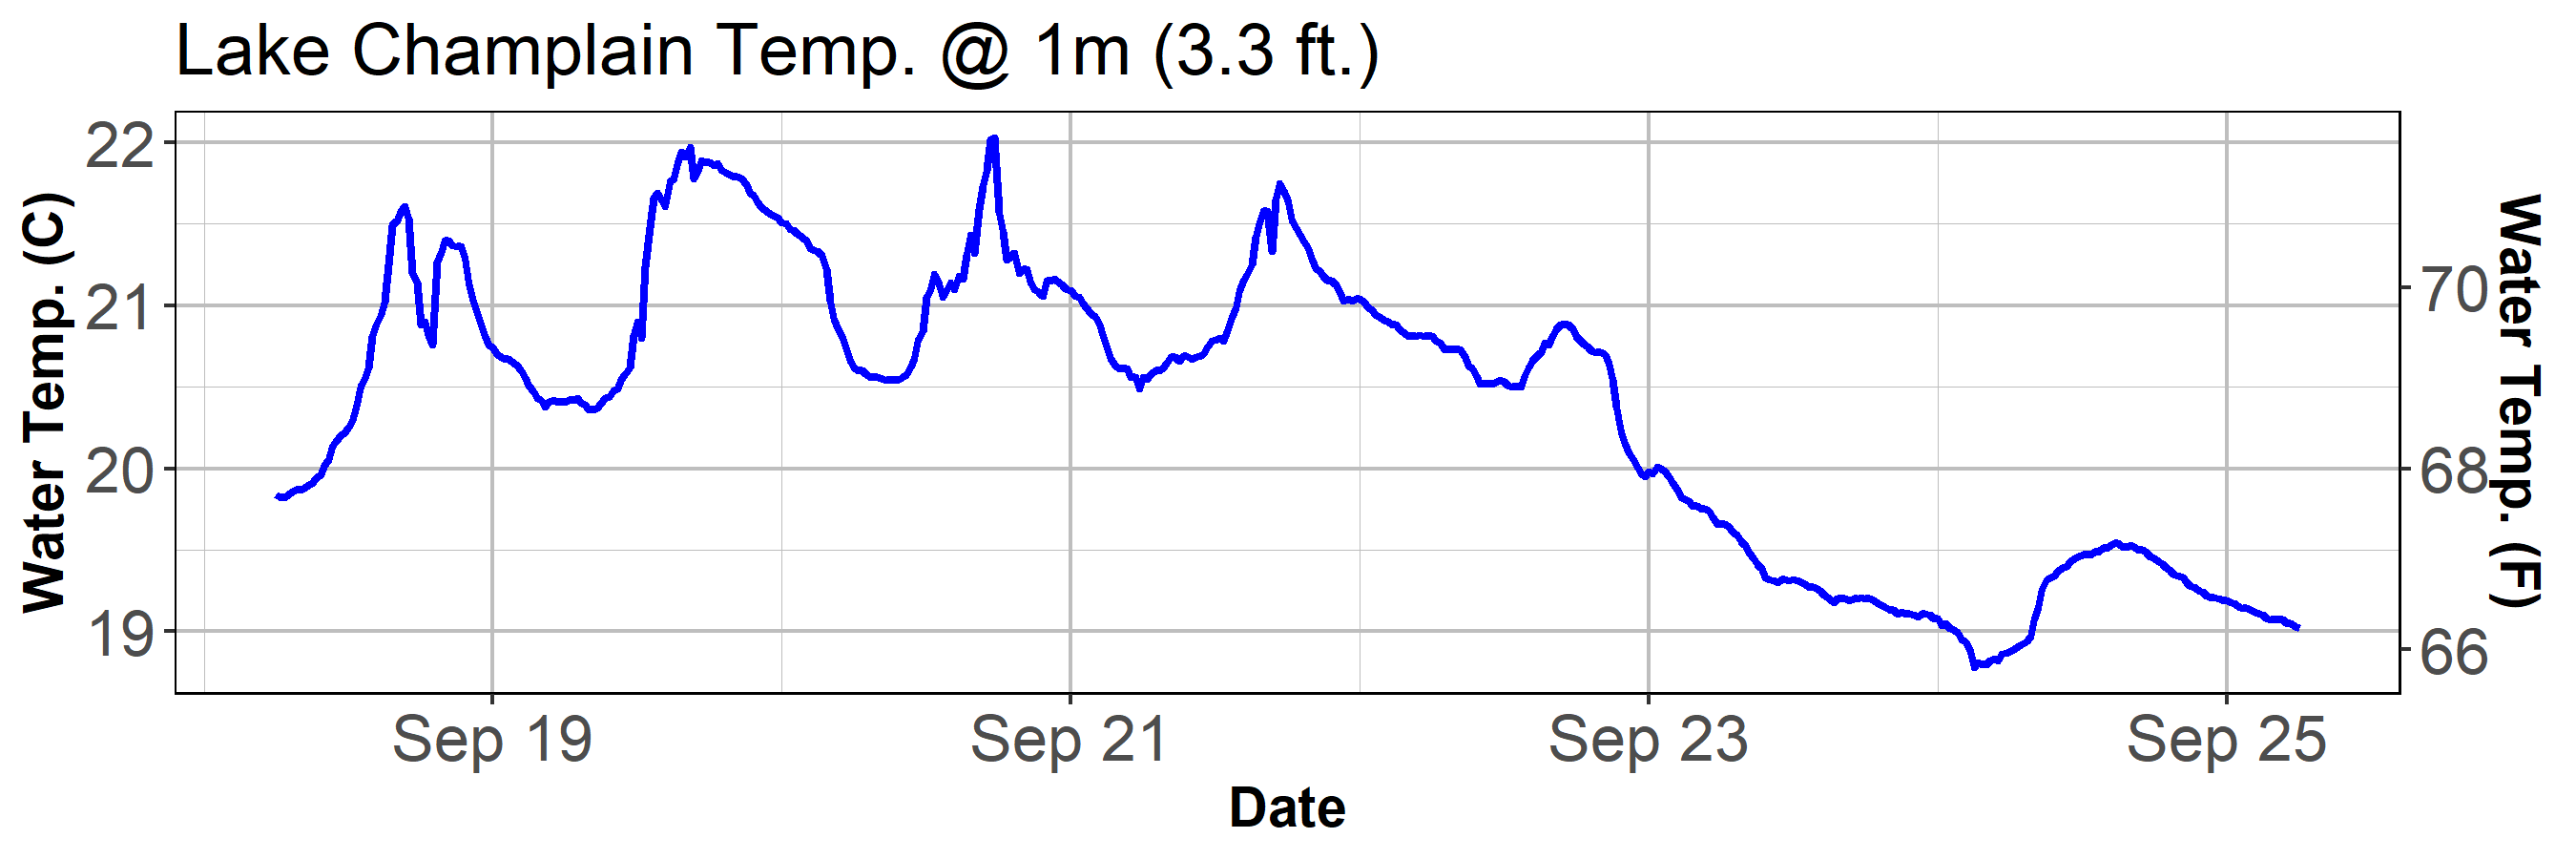 Lake Champlain Temp. @ 1m (3.3 ft.)
Water Temp. (C)
22
21
20
19
70
68
66
Water Temp. (F)
Sep 19
Sep 21
Sep 23
Sep 25
Date